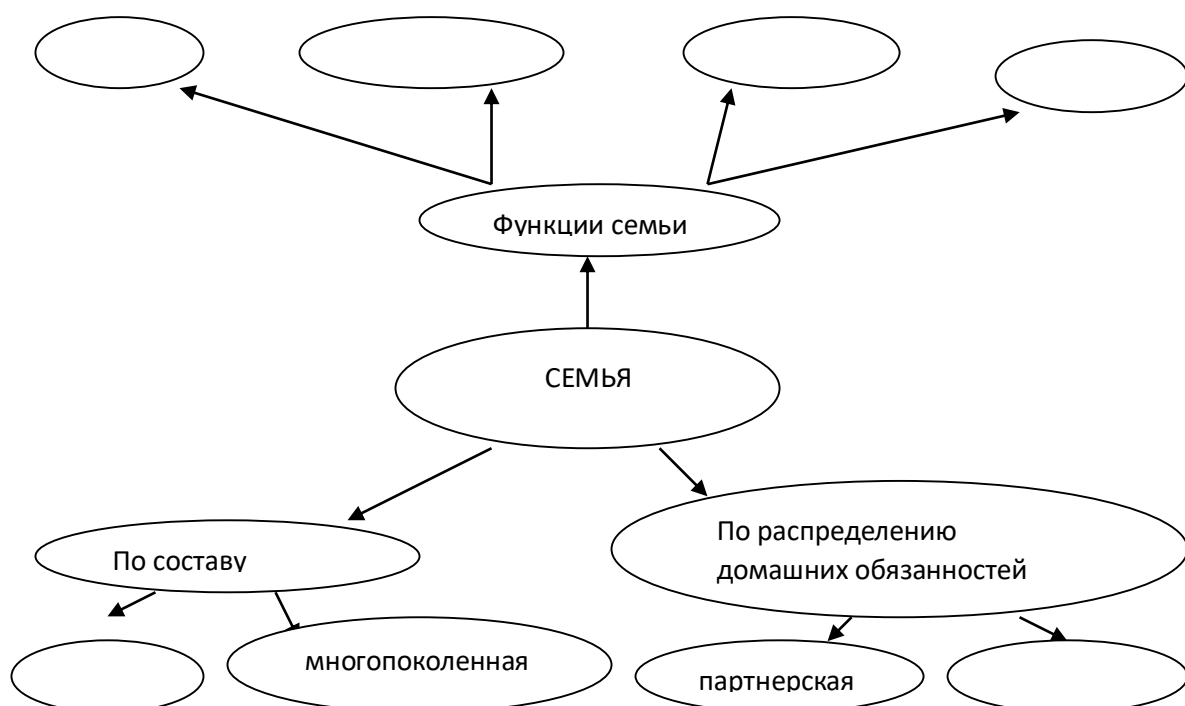 Функции семьи
СЕМЬЯ
По составу
По распределению
домашних обязанностей
многопоколенная
партнерская